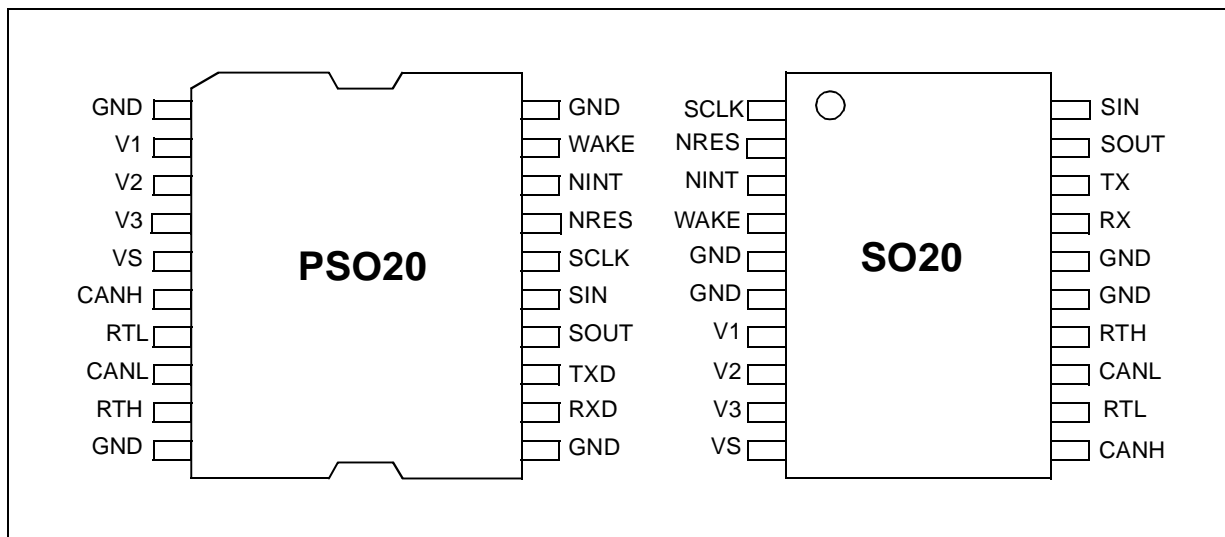 GND
V1
V2
V3
VS
CANH
RTL
CANL
RTH
GND
PSO20
GND
WAKE
NINT
NRES
SCLK
SIN
SOUT
TXD
RXD
GND
SCLK
NRES
NINT
WAKE
GND
GND
V1
V2
V3
VS
SO20
SIN
SOUT
TX
RX
GND
GND
RTH
CANL
RTL
CANH